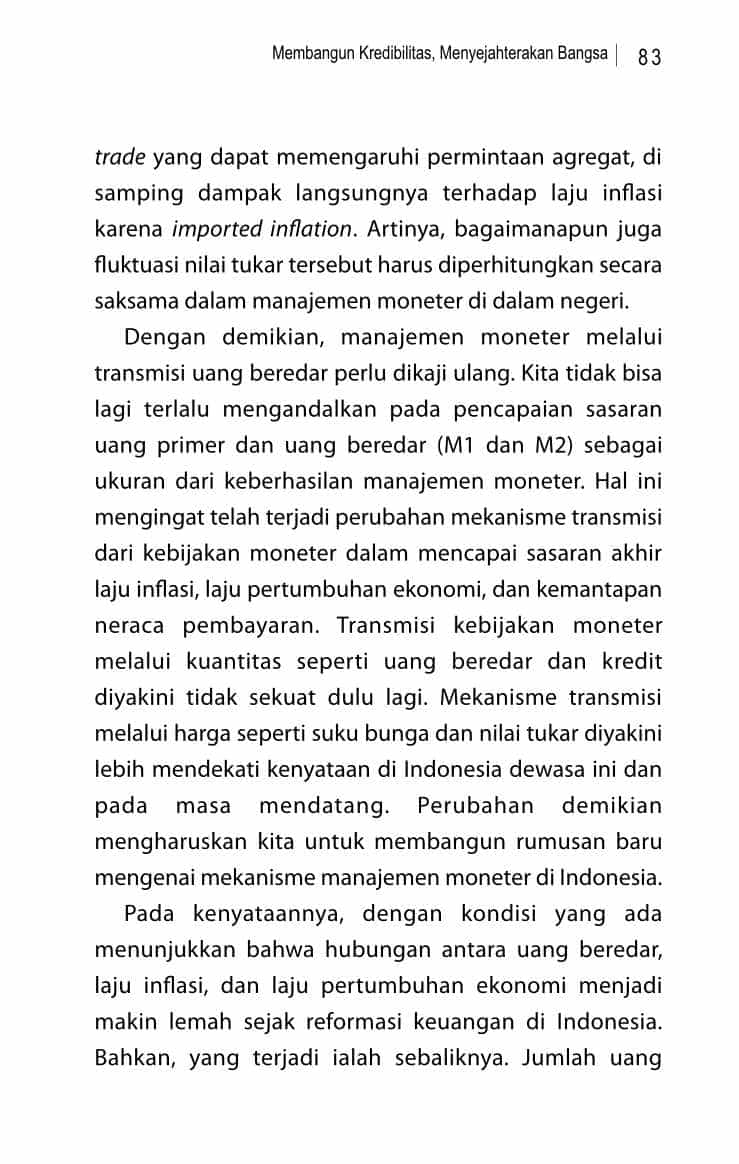 Membangun Kredibilitas, Menyejahterakan Bangsa | 83
trade yang dapat memengaruhi permintaan agregat, di
samping dampak langsungnya terhadap laju inflasi
karena imported inflation. Artinya, bagaimanapun juga
fluktuasi nilai tukar tersebut harus diperhitungkan secara
saksama dalam manajemen moneter di dalam negeri.
Dengan demikian, manajemen moneter melalui
transmisi uang beredar perlu dikaji ulang. Kita tidak bisa
lagi terlalu mengandalkan pada pencapaian sasaran
uang primer dan uang beredar (M1 dan M2) sebagai
ukuran dari keberhasilan manajemen moneter. Hal ini
mengingat telah terjadi perubahan mekanisme transmisi
dari kebijakan moneter dalam mencapai sasaran akhir
laju inflasi, laju pertumbuhan ekonomi, dan kemantapan
neraca pembayaran. Transmisi kebijakan moneter
melalui kuantitas seperti uang beredar dan kredit
diyakini tidak sekuat dulu lagi. Mekanisme transmisi
melalui harga seperti suku bunga dan nilai tukar diyakini
lebih mendekati kenyataan di Indonesia dewasa ini dan
pada masa mendatang. Perubahan demikian
mengharuskan kita untuk membangun rumusan baru
mengenai mekanisme manajemen moneter di Indonesia.
Pada kenyataannya, dengan kondisi yang ada
menunjukkan bahwa hubungan antara uang beredar,
laju inflasi, dan laju pertumbuhan ekonomi menjadi
makin lemah sejak reformasi keuangan di Indonesia.
Bahkan, yang terjadi ialah sebaliknya. Jumlah uang